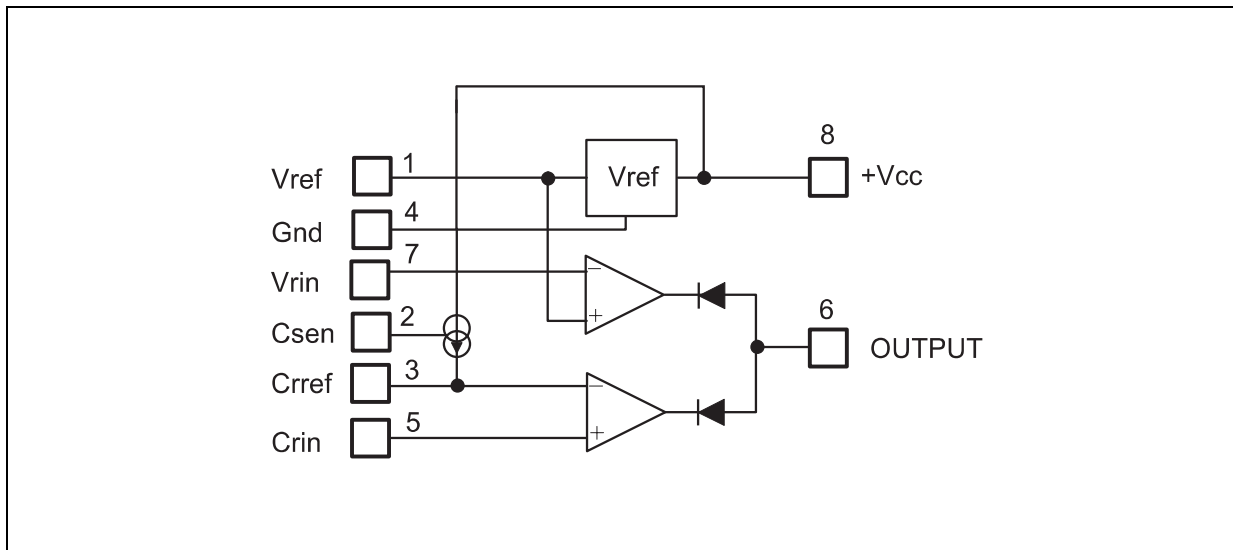 8
Vref 1 Vref +Vcc
Gnd 4
Vrin 7
−
Csen 2 + 6
OUTPUT
Crref 3 −
Crin 5 +